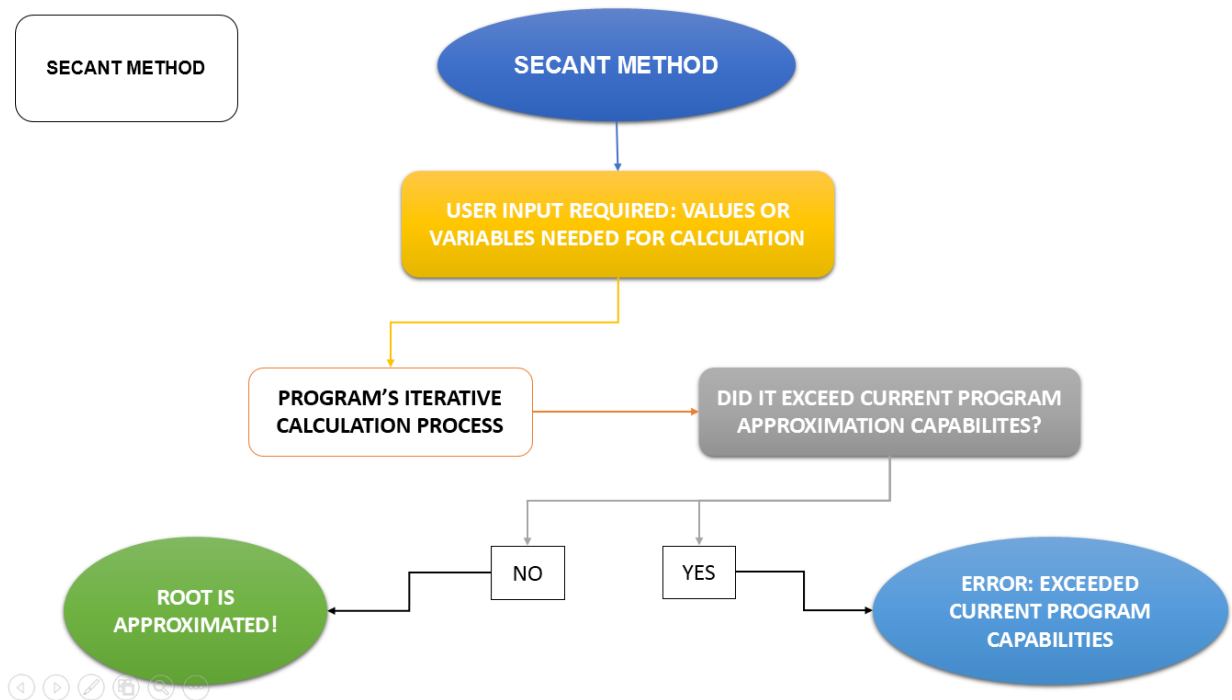 SECANT METHOD
SECANT METHOD
USER INPUT REQUIRED: VALUES OR
VARIABLES NEEDED FOR CALCULATION
PROGRAM’S ITERATIVE
CALCULATION PROCESS
DID IT EXCEED CURRENT PROGRAM
APPROXIMATION CAPABILITES?
NO
YES
ROOT IS
APPROXIMATED!
ERROR: EXCEEDED
CURRENT PROGRAM
CAPABILITIES